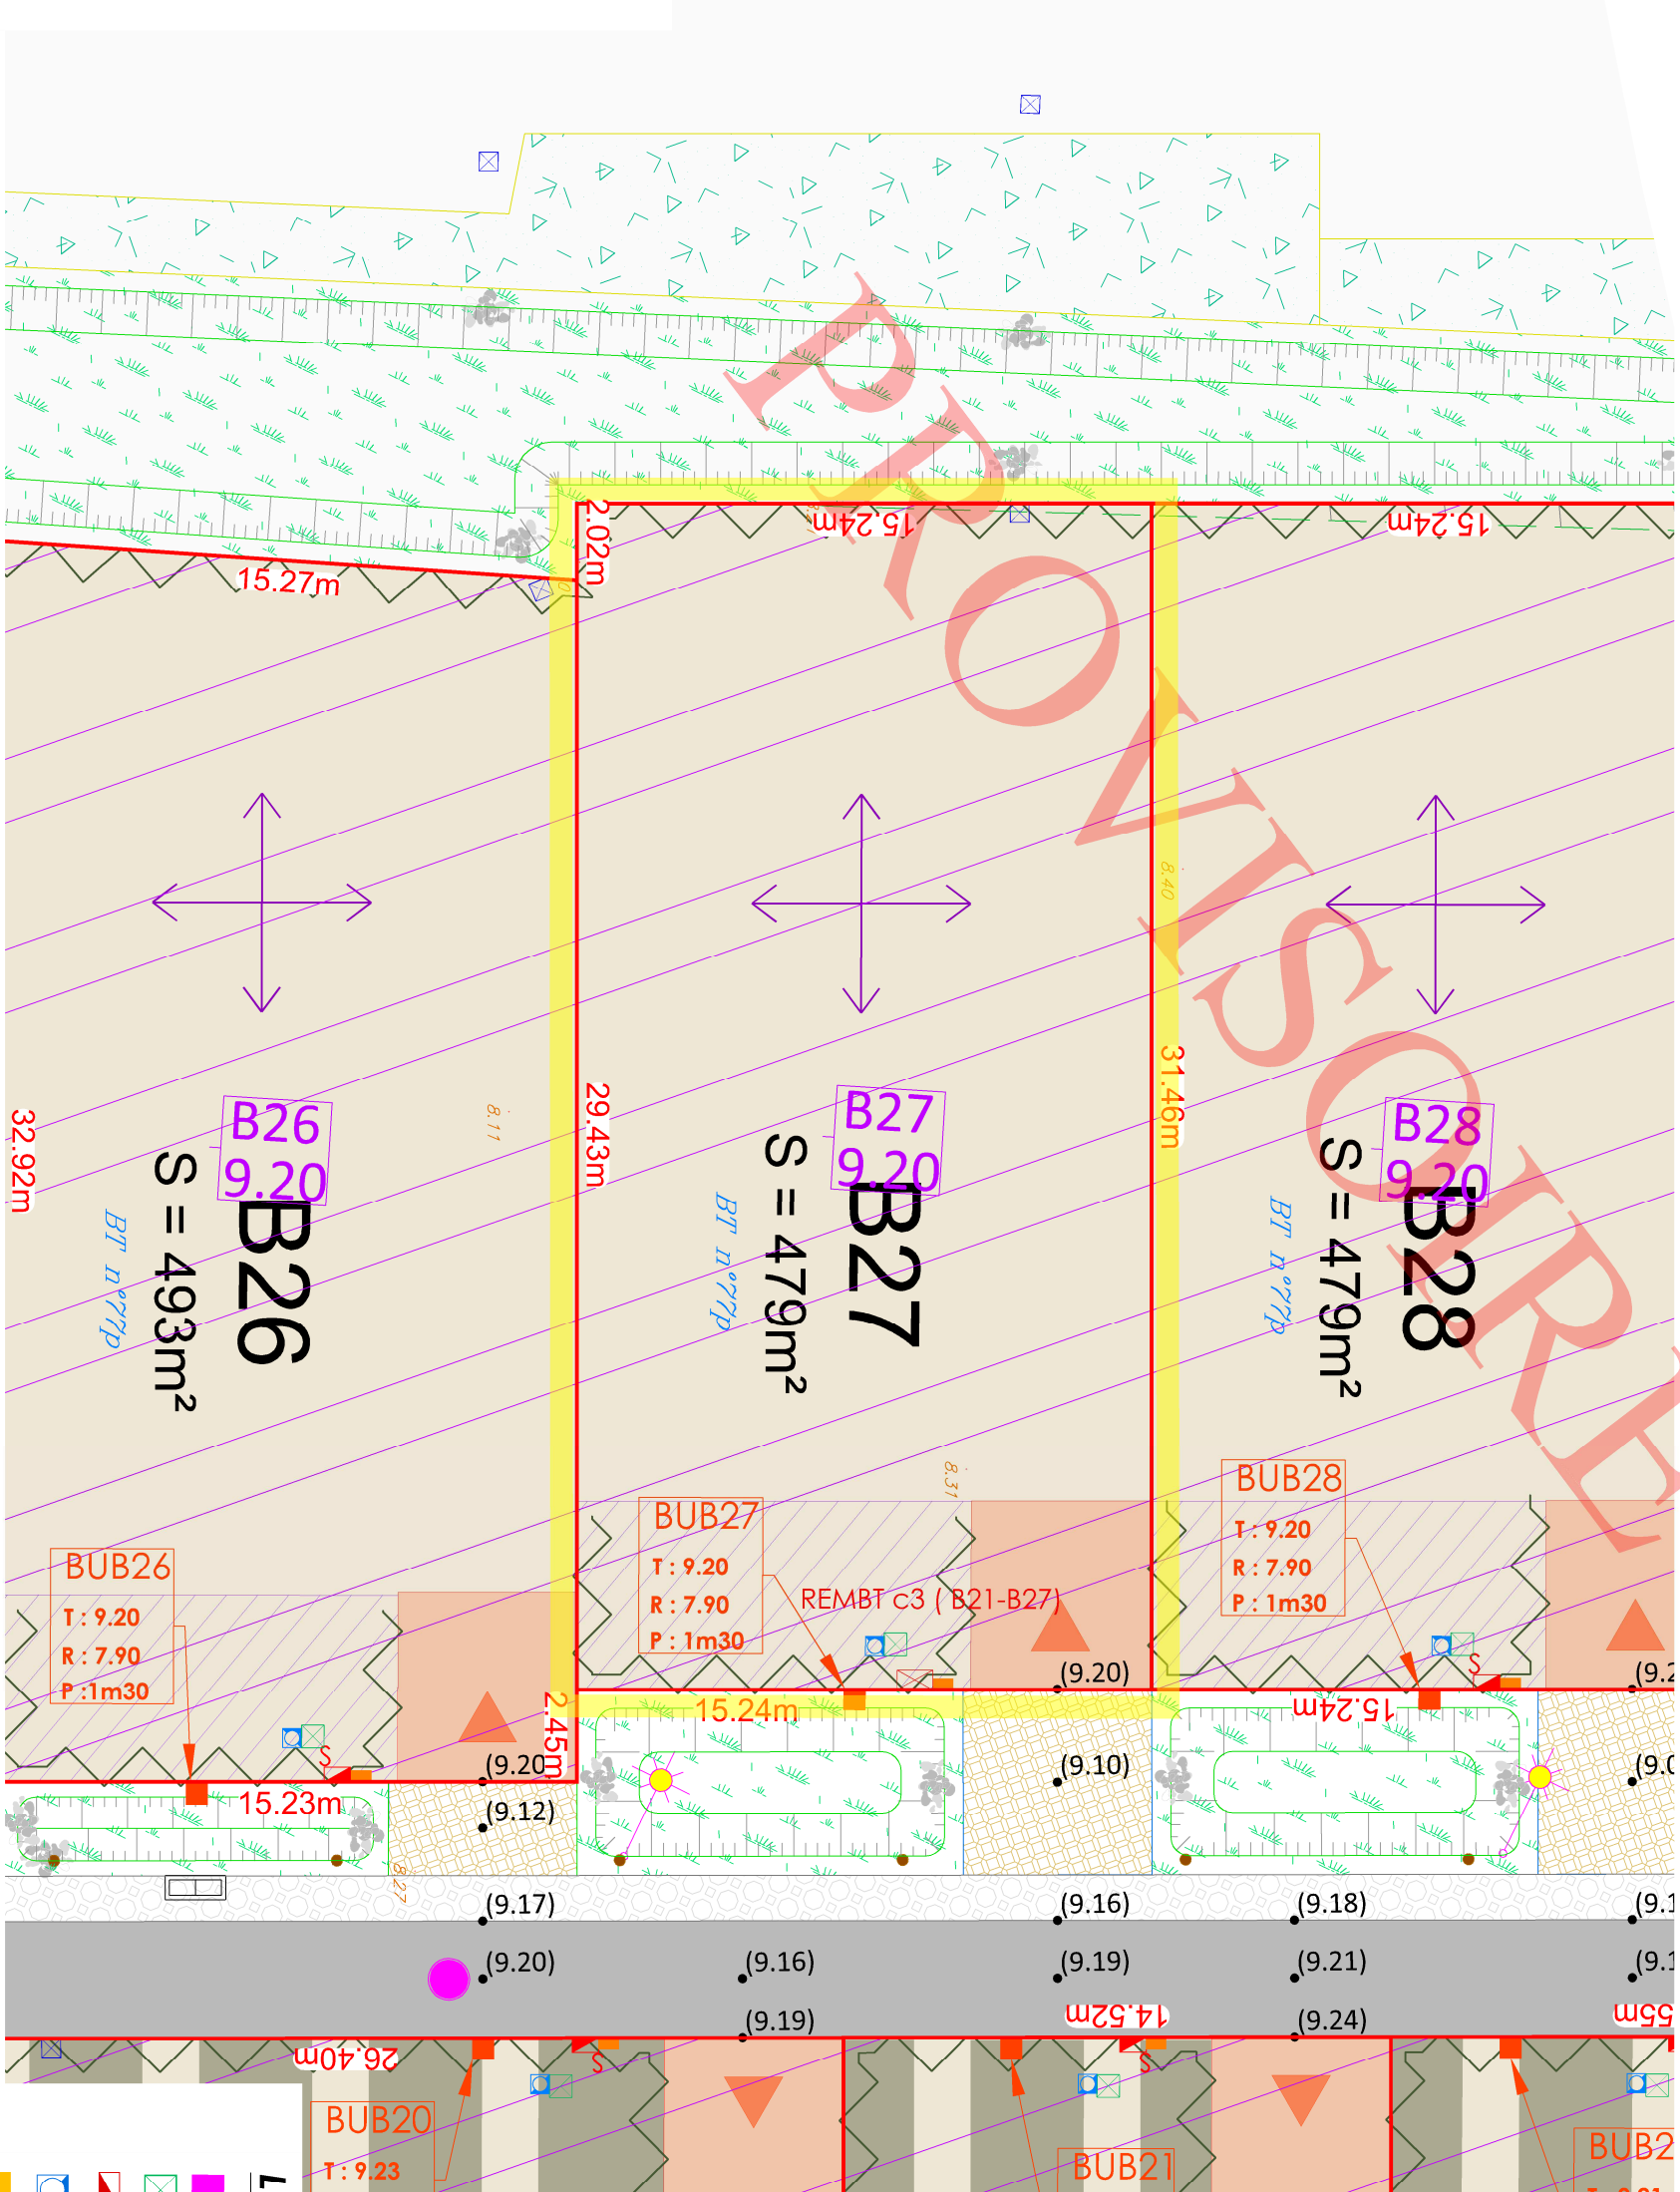 PROVISOIRE
2.02m
15.24m
15.24m
15.27m
8.40
32.92m
29.43m
31.46m
8.11
B26
9.20
B27
9.20
B28
9.20
B26
S = 493m²
BT n°77p
B27
S = 479m²
BT n°77p
B28
S = 479m²
BT n°77p
8.31
BUB26
T : 9.20
R : 7.90
P :1m30
BUB27
T : 9.20
R : 7.90
P : 1m30
BUB28
T : 9.20
R : 7.90
P : 1m30
REMBT c3 ( B21-B27)
(9.20)
S
15.24m
15.24m
2.45m
S
(9.20
15.23m
(9.12)
(9.10)
8.27
(9.17)
(9.16)
(9.18)
(9.20)
(9.16)
(9.19)
(9.21)
(9.19)
14.52m
(9.24)
26.40m
S
S
BUB20
T : 9.23
BUB21